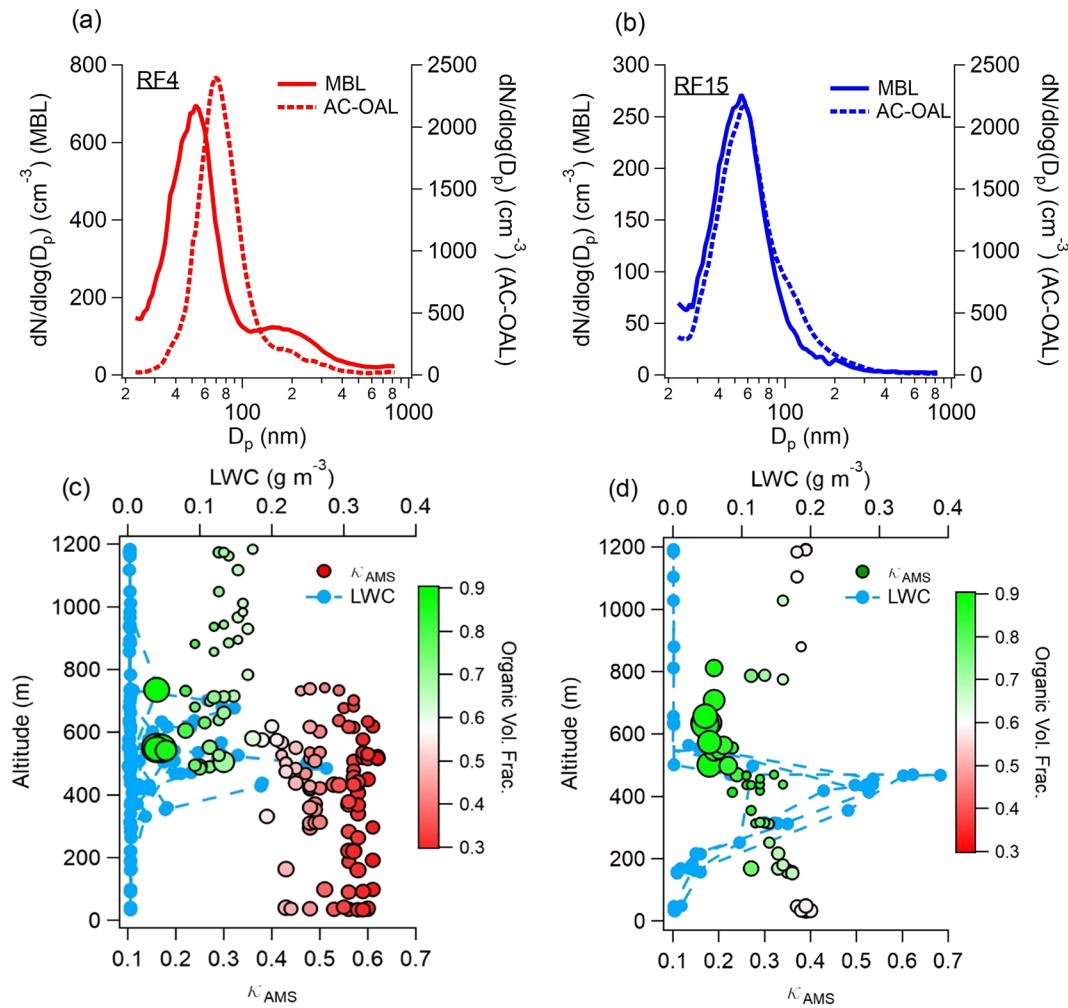 (a)
RF4
MBL
AC-OAL
dN/dlog(Dp) (cm-3) (MBL)
800
600
400
200
0
dN/dlog(Dp) (cm-3) (AC-OAL)
2500
2000
1500
1000
500
0
2 4 6 8 100 2 4 6 8 1000
Dp (nm)
(b)
RF15
MBL
AC-OAL
dN/dlog(Dp) (cm-3) (MBL)
300
250
200
150
100
50
0
dN/dlog(Dp) (cm-3) (AC-OAL)
2500
2000
1500
1000
500
0
2 4 6 8 100 2 4 6 8 1000
Dp (nm)
(c)
LWC (g m-3)
0.0 0.1 0.2 0.3 0.4
Altitude (m)
1200
1000
800
600
400
200
0
κAMS
LWC
0.9
0.8
0.7
0.6
0.5
0.4
0.3
Organic Vol. Frac.
0.1 0.2 0.3 0.4 0.5 0.6 0.7
κAMS
(d)
LWC (g m-3)
0.0 0.1 0.2 0.3 0.4
Altitude (m)
1200
1000
800
600
400
200
0
κAMS
LWC
0.9
0.8
0.7
0.6
0.5
0.4
0.3
Organic Vol. Frac.
0.1 0.2 0.3 0.4 0.5 0.6 0.7
κAMS